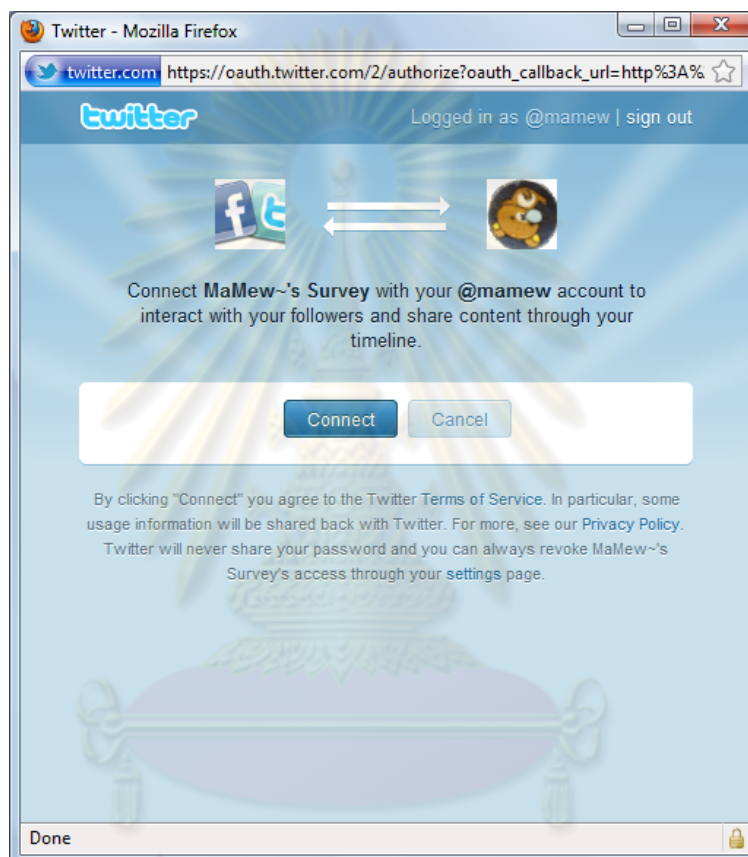 Twitter - Mozilla Firefox
twitter.com https://oauth.twitter.com/2/authorize?oauth_callback_url=http%3A%2
twitter Logged in as @mamew | sign out
Connect MaMew~'s Survey with your @mamew account to
interact with your followers and share content through your
timeline.
Connect Cancel
By clicking "Connect" you agree to the Twitter Terms of Service. In particular, some
usage information will be shared back with Twitter. For more, see our Privacy Policy.
Twitter will never share your password and you can always revoke MaMew~'s
Survey's access through your settings page.
Done